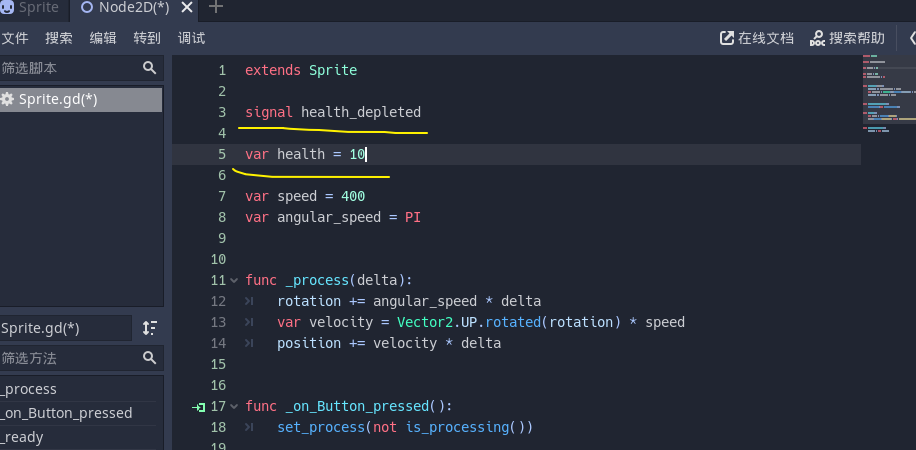 Sprite
Node2D(*)
文件 搜索 编辑 转到 调试
在线文档 搜索帮助
筛选脚本
Sprite.gd(*)
Sprite.gd(*)
筛选方法
_process
_on_Button_pressed
_ready
1 extends Sprite
2
3 signal health_depleted
4
5 var health = 10
6
7 var speed = 400
8 var angular_speed = PI
9
10
11 func _process(delta):
12 rotation += angular_speed * delta
13 var velocity = Vector2.UP.rotated(rotation) * speed
14 position += velocity * delta
15
16
17 func _on_Button_pressed():
18 set_process(not is_processing())
19